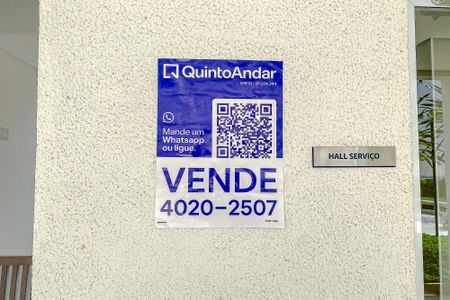 QuintoAndar
Mande um
Whatsapp
ou ligue.
VENDE
4020-2507
HALL SERVIÇO